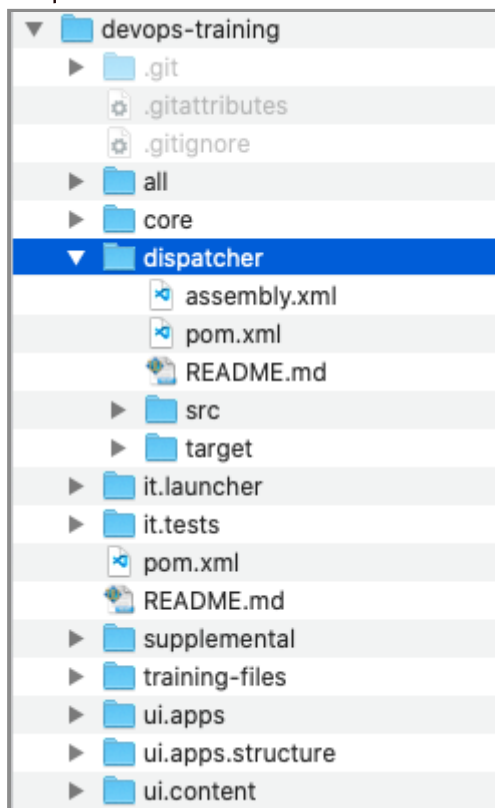 devops-training
.git
.gitattributes
.gitignore
all
core
dispatcher
assembly.xml
pom.xml
README.md
src
target
it.launcher
it.tests
pom.xml
README.md
supplemental
training-files
ui.apps
ui.apps.structure
ui.content